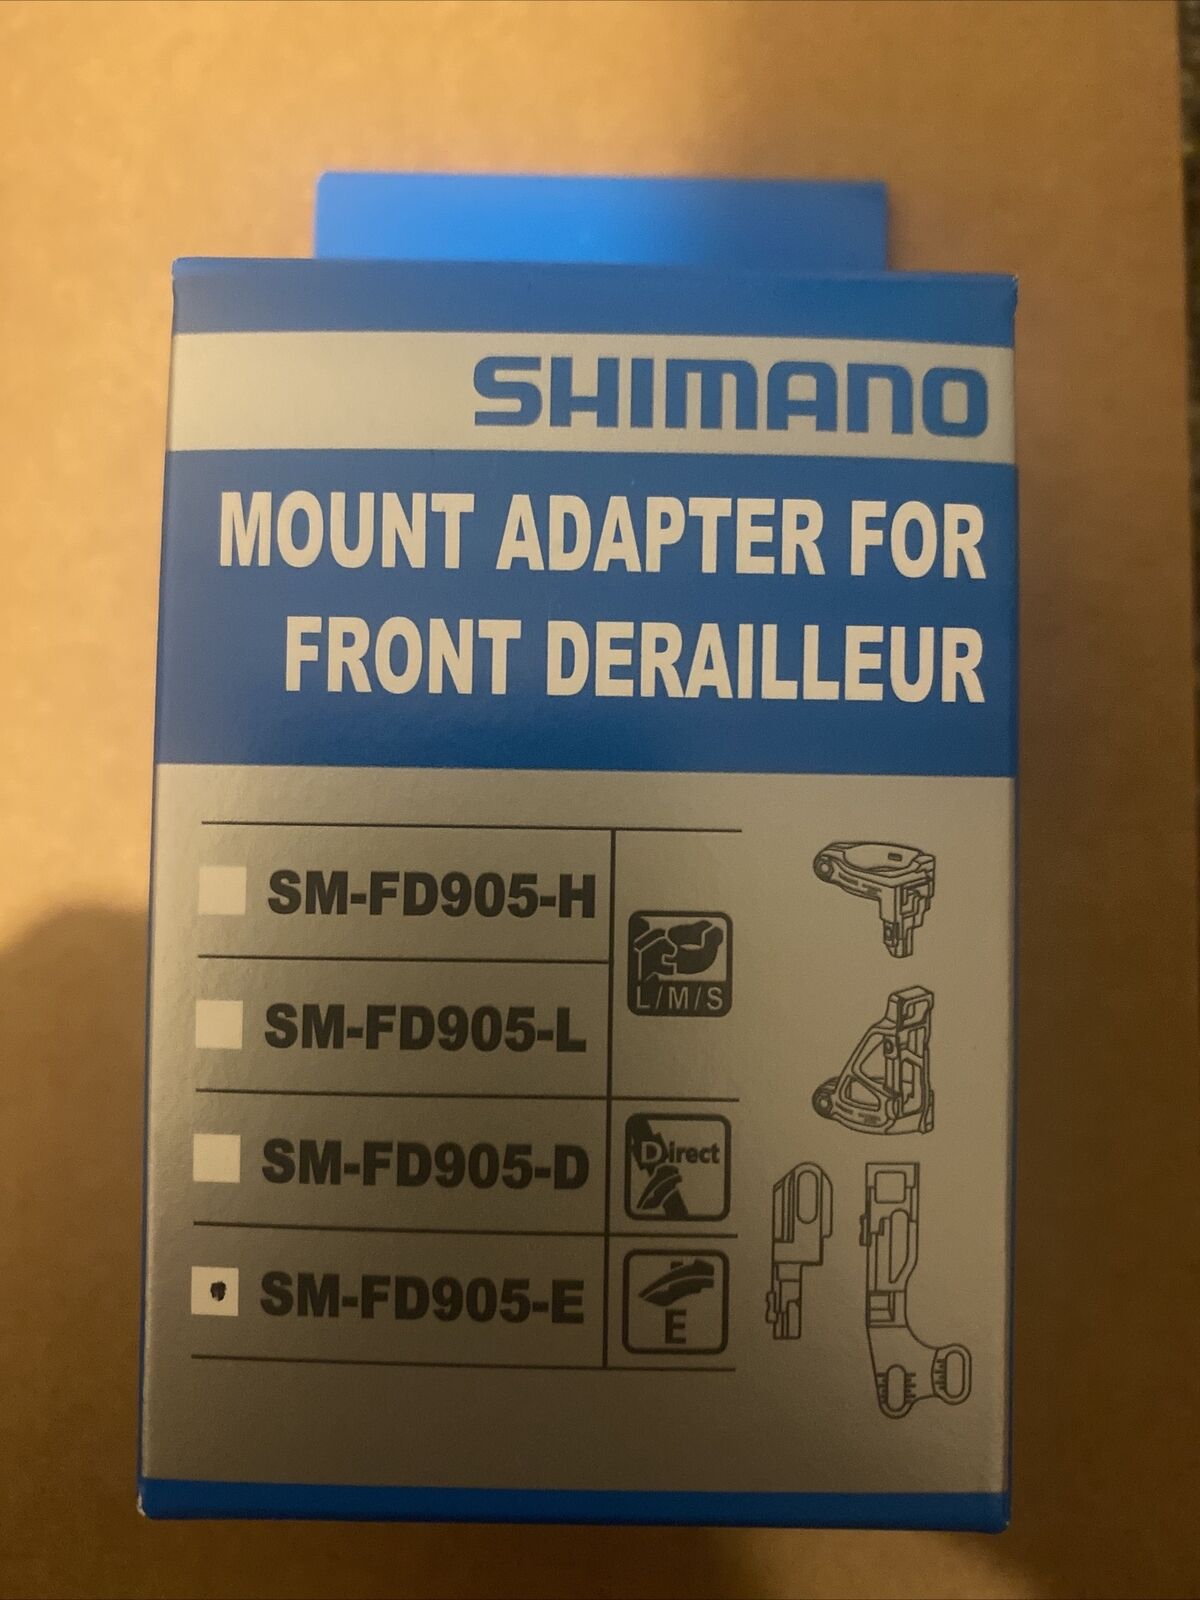 SHIMANO
MOUNT ADAPTER FOR
FRONT DERAILLEUR
SM-FD905-H
L/M/S
SM-FD905-L
SM-FD905-D
Direct
SM-FD905-E
E